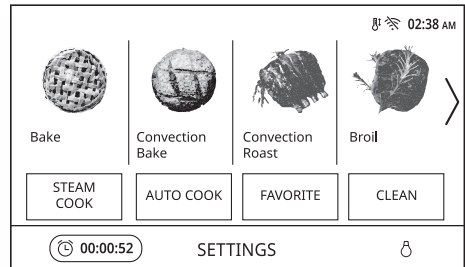 02:38 AM
Bake
Convection
Bake
Convection
Roast
Broil
STEAM
COOK
AUTO COOK
FAVORITE
CLEAN
00:00:52
SETTINGS